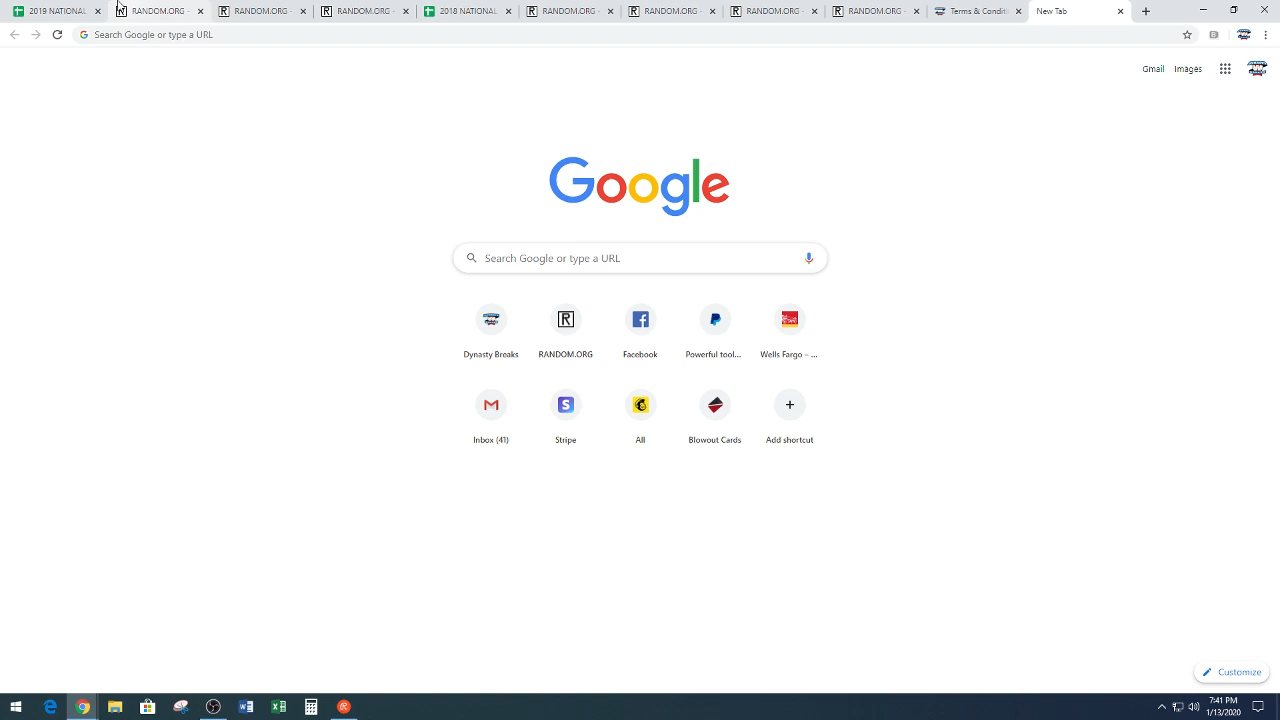 2019 NATIONAL
RANDOM.ORG -
RANDOM.ORG -
RANDOM.ORG -
2018 NATIONAL
RANDOM.ORG -
RANDOM.ORG -
RANDOM.ORG -
RANDOM.ORG -
Terms & Conditi
New Tab
Search Google or type a URL
Gmail Images
Google
Search Google or type a URL
Dynasty Breaks
RANDOM.ORG
Facebook
Powerful tool...
Wells Fargo – ...
Inbox (41)
Stripe
All
Blowout Cards
Add shortcut
Customize
7:41 PM
1/13/2020